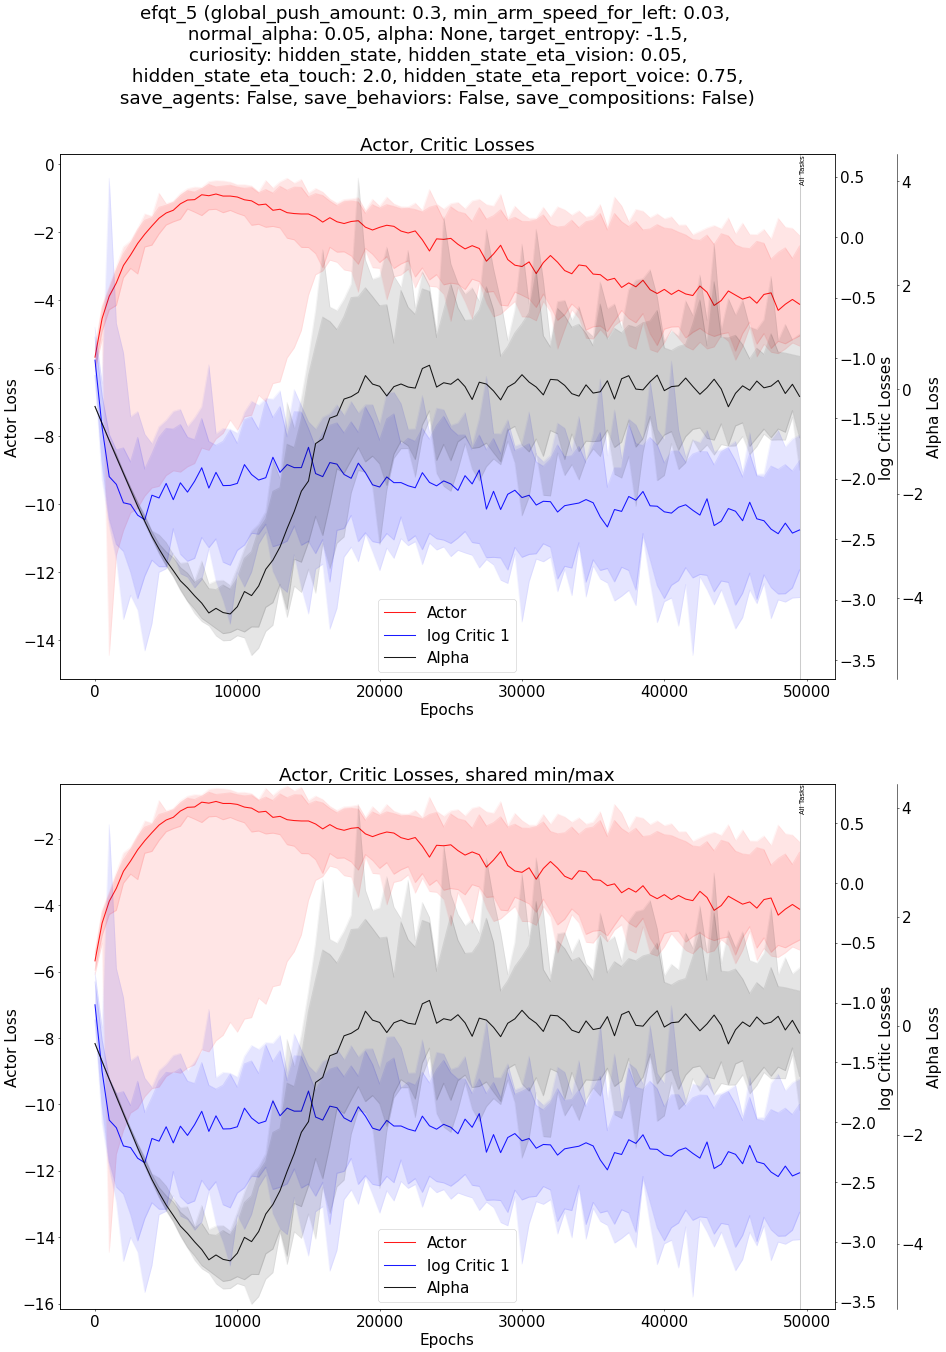 efqt_5 (global_push_amount: 0.3, min_arm_speed_for_left: 0.03,
normal_alpha: 0.05, alpha: None, target_entropy: -1.5,
curiosity: hidden_state, hidden_state_eta_vision: 0.05,
hidden_state_eta_touch: 2.0, hidden_state_eta_report_voice: 0.75,
save_agents: False, save_behaviors: False, save_compositions: False)
Actor, Critic Losses
Actor Loss
0
−2
−4
−6
−8
−10
−12
−14
0
10000
20000
30000
40000
50000
Epochs
All Tasks
0.5
0.0
−0.5
−1.0
−1.5
−2.0
−2.5
−3.0
−3.5
log Critic Losses
4
2
0
−2
−4
Alpha Loss
Actor
log Critic 1
Alpha
Actor, Critic Losses, shared min/max
Actor Loss
−2
−4
−6
−8
−10
−12
−14
−16
0
10000
20000
30000
40000
50000
Epochs
All Tasks
0.5
0.0
−0.5
−1.0
−1.5
−2.0
−2.5
−3.0
−3.5
log Critic Losses
4
2
0
−2
−4
Alpha Loss
Actor
log Critic 1
Alpha